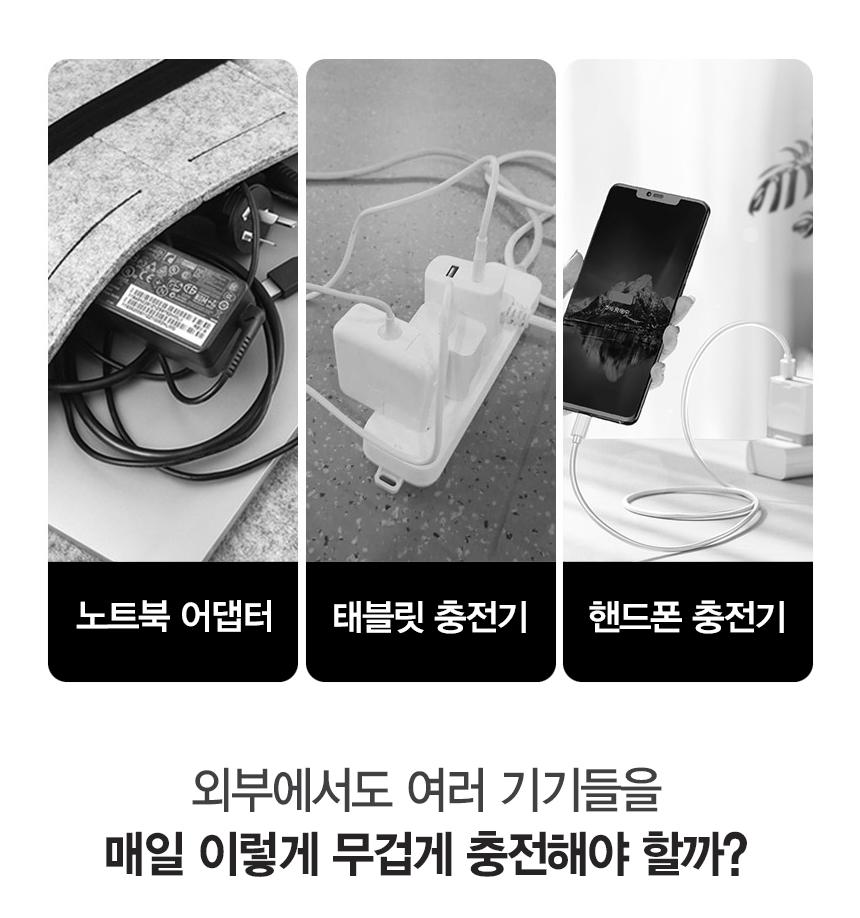 노트북 어댑터
태블릿 충전기
핸드폰 충전기
외부에서도 여러 기기들을
매일 이렇게 무겁게 충전해야 할까?